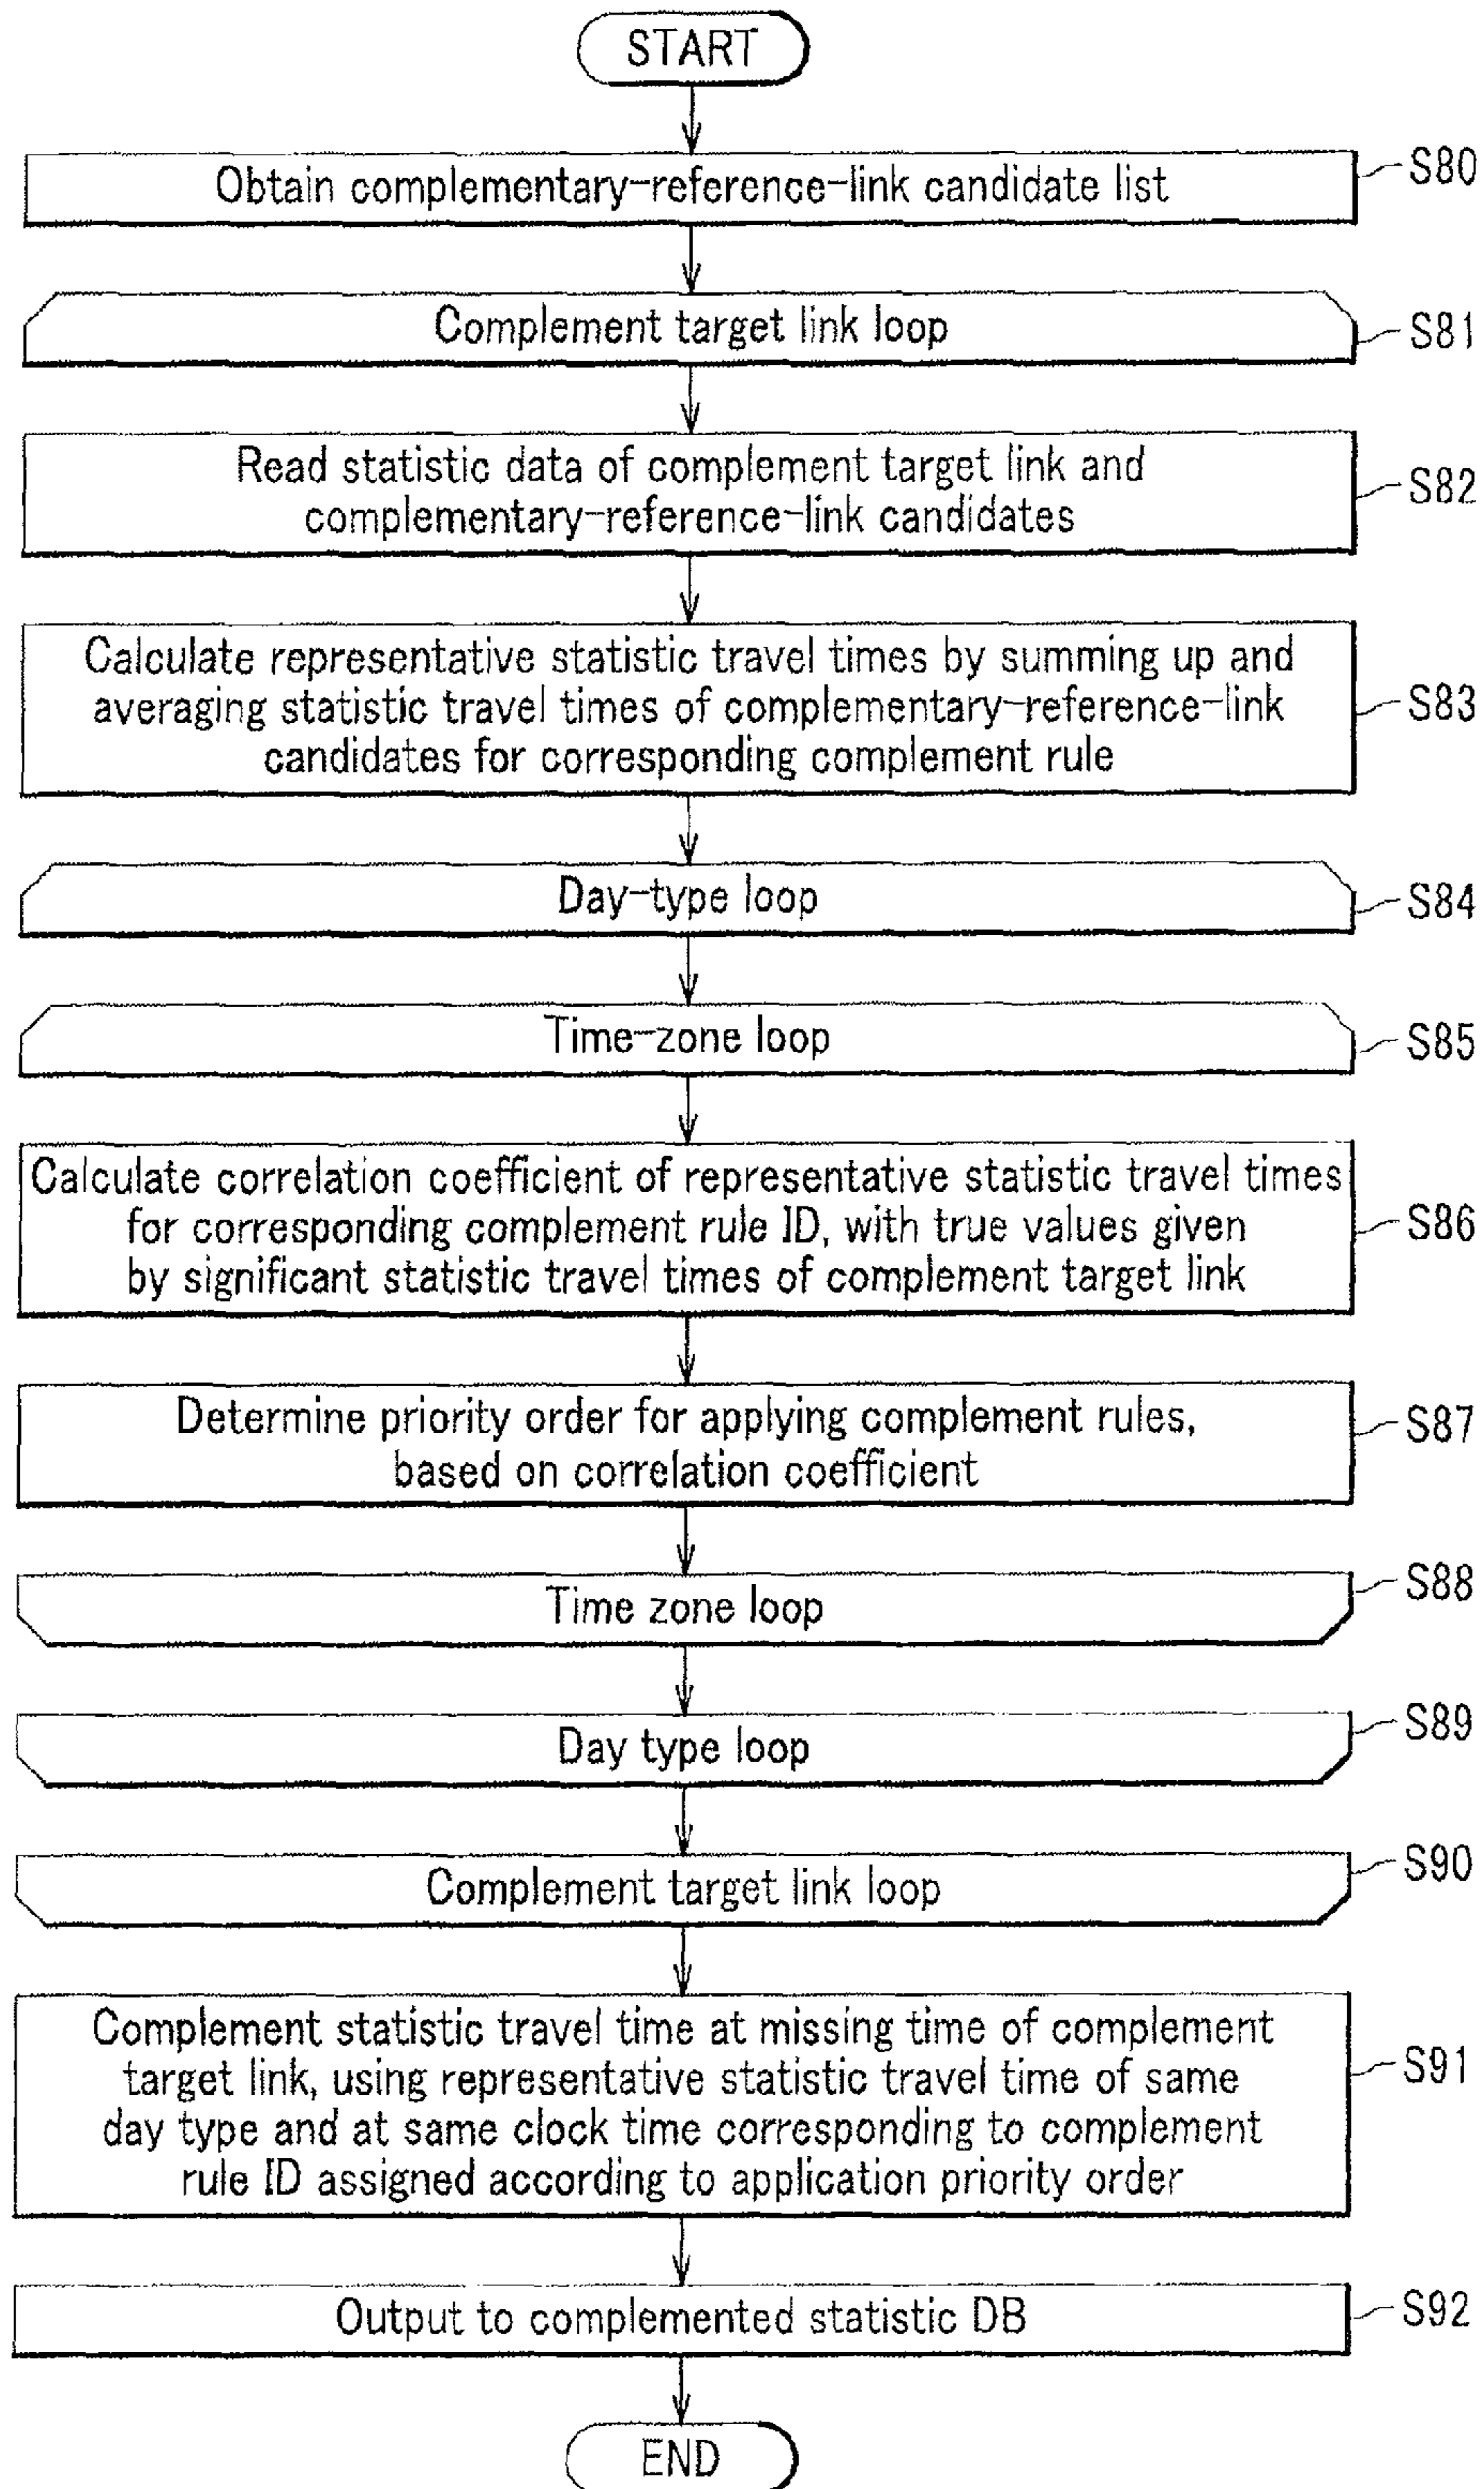 START
Obtain complementary-reference-link candidate list
S80
Complement target link loop
S81
Read statistic data of complement target link and
complementary-reference-link candidates
S82
Calculate representative statistic travel times by summing up and
averaging statistic travel times of complementary-reference-link
candidates for corresponding complement rule
S83
Day-type loop
S84
Time-zone loop
S85
Calculate correlation coefficient of representative statistic travel times
for corresponding complement rule ID, with true values given
by significant statistic travel times of complement target link
S86
Determine priority order for applying complement rules,
based on correlation coefficient
S87
Time zone loop
S88
Day type loop
S89
Complement target link loop
S90
Complement statistic travel time at missing time of complement
target link, using representative statistic travel time of same
day type and at same clock time corresponding to complement
rule ID assigned according to application priority order
S91
Output to complemented statistic DB
S92
END